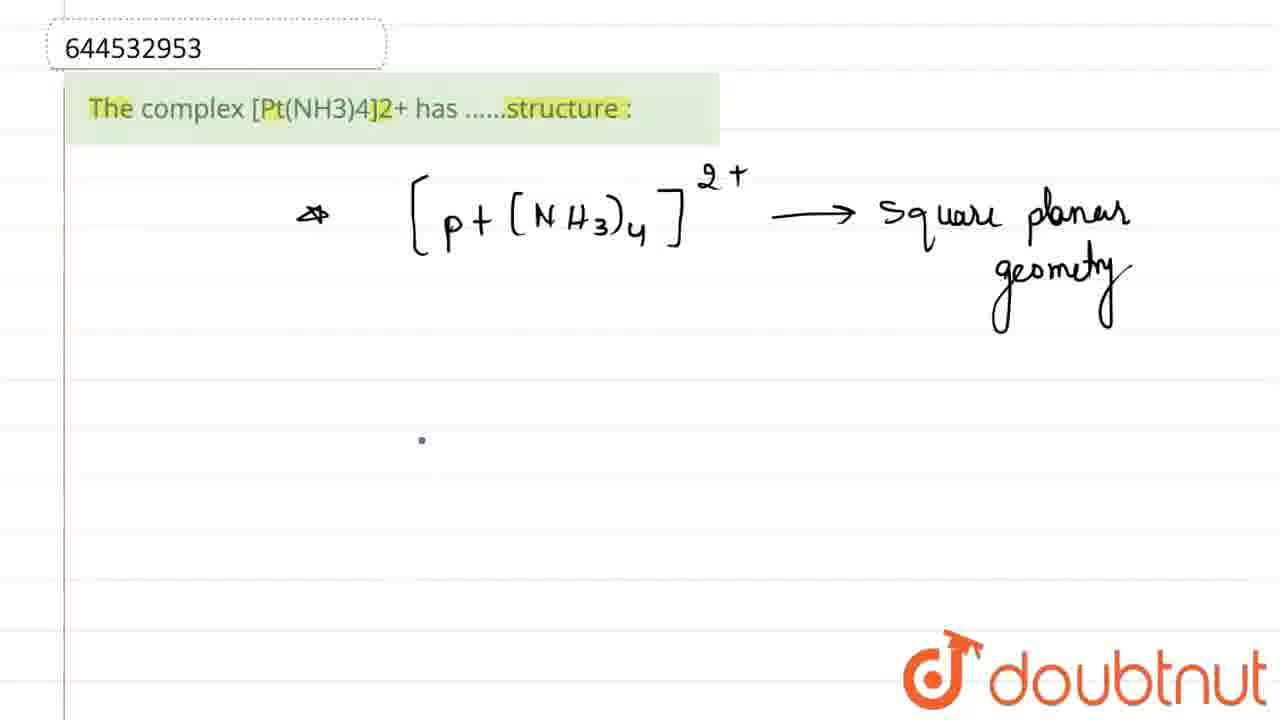 644532953
The complex [Pt(NH3)4]2+ has ......structure :
[pt(NH3)4]2+ → square planar
geometry
doubtnut